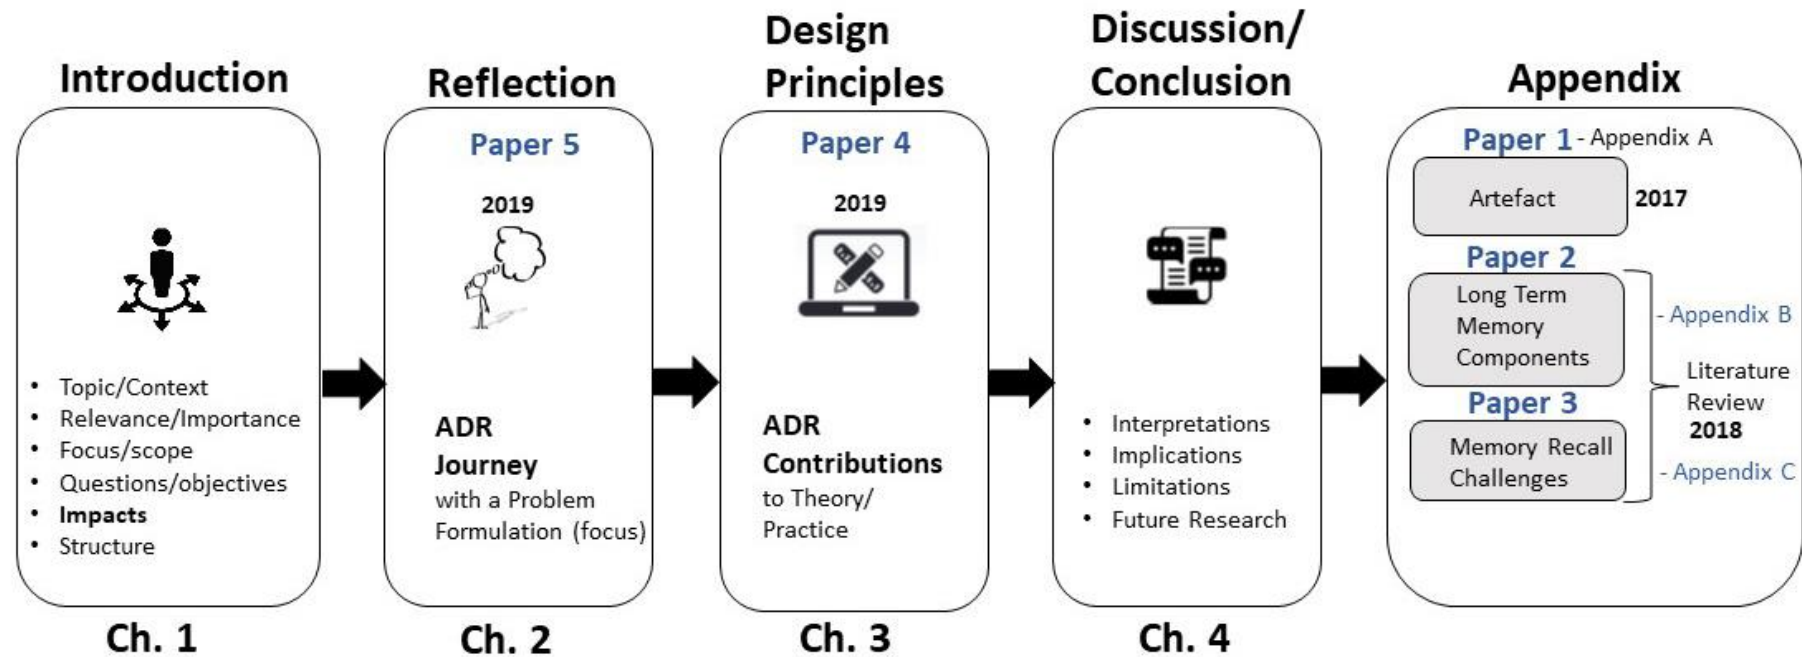 Introduction
• Topic/Context
• Relevance/Importance
• Focus/scope
• Questions/objectives
• Impacts
• Structure
Ch. 1
Reflection
Paper 5
2019
ADR
Journey
with a Problem
Formulation (focus)
Ch. 2
Design
Principles
Paper 4
2019
ADR
Contributions
to Theory/
Practice
Ch. 3
Discussion/
Conclusion
• Interpretations
• Implications
• Limitations
• Future Research
Ch. 4
Appendix
Paper 1 - Appendix A
Artefact
2017
Paper 2
Long Term
Memory
Components
- Appendix B
Literature
Review
2018
Paper 3
Memory Recall
Challenges
- Appendix C